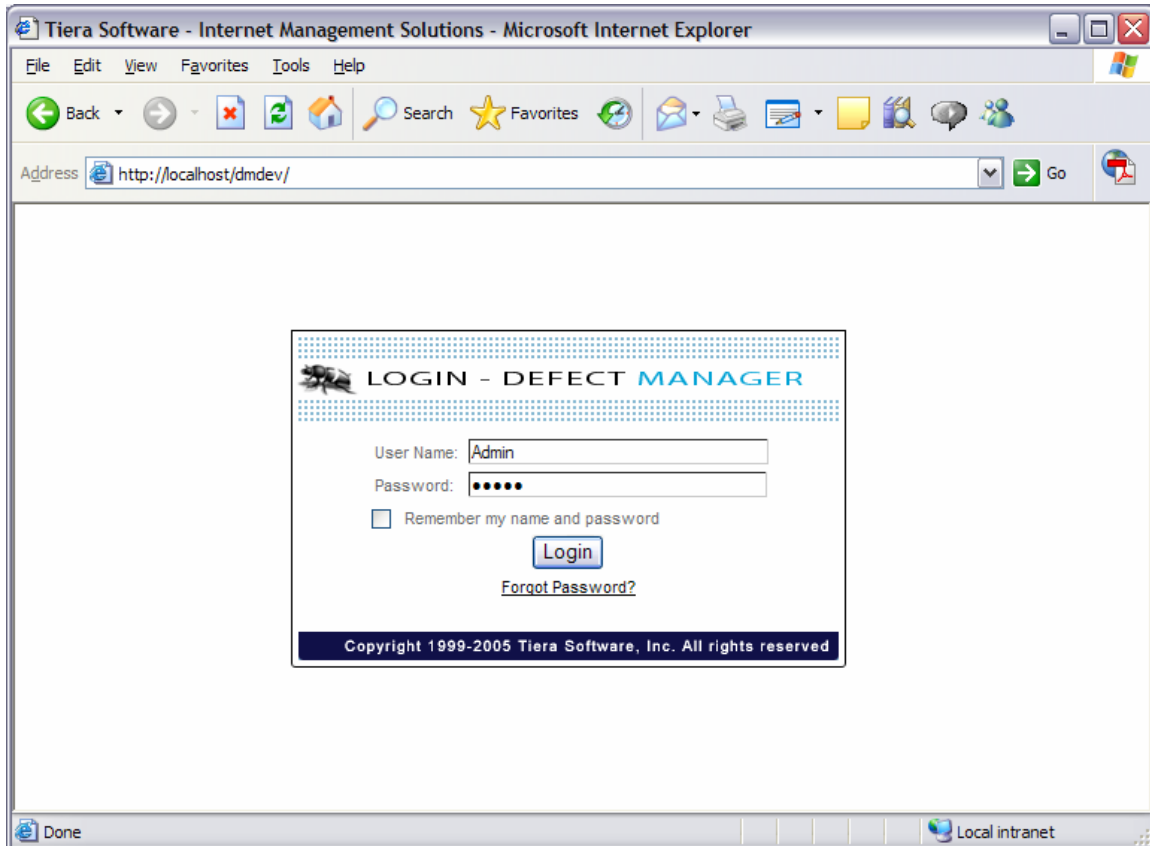 Tiera Software - Internet Management Solutions - Microsoft Internet Explorer
File Edit View Favorites Tools Help
Back Search Favorites
Address http://localhost/dmdev/ Go
LOGIN - DEFECT MANAGER
User Name: Admin
Password: •••••
Remember my name and password
Login
Forgot Password?
Copyright 1999-2005 Tiera Software, Inc. All rights reserved
Done Local intranet